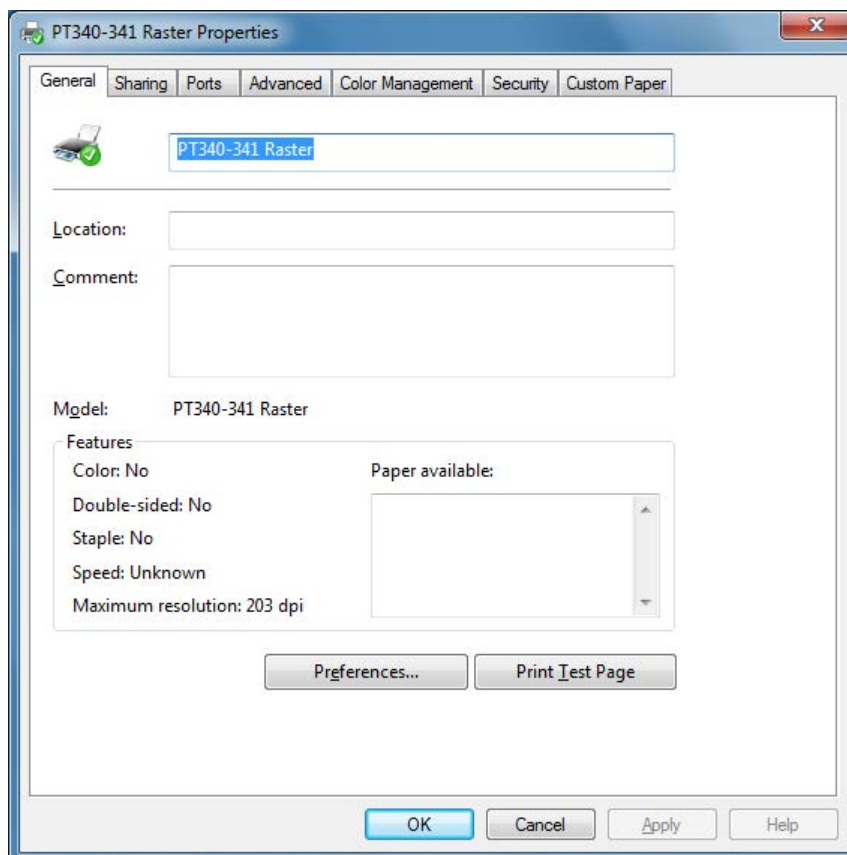 PT340-341 Raster Properties
General Sharing Ports Advanced Color Management Security Custom Paper
PT340-341 Raster
Location:
Comment:
Model: PT340-341 Raster
Features
Color: No Paper available:
Double-sided: No
Staple: No
Speed: Unknown
Maximum resolution: 203 dpi
Preferences... Print Test Page
OK Cancel Apply Help